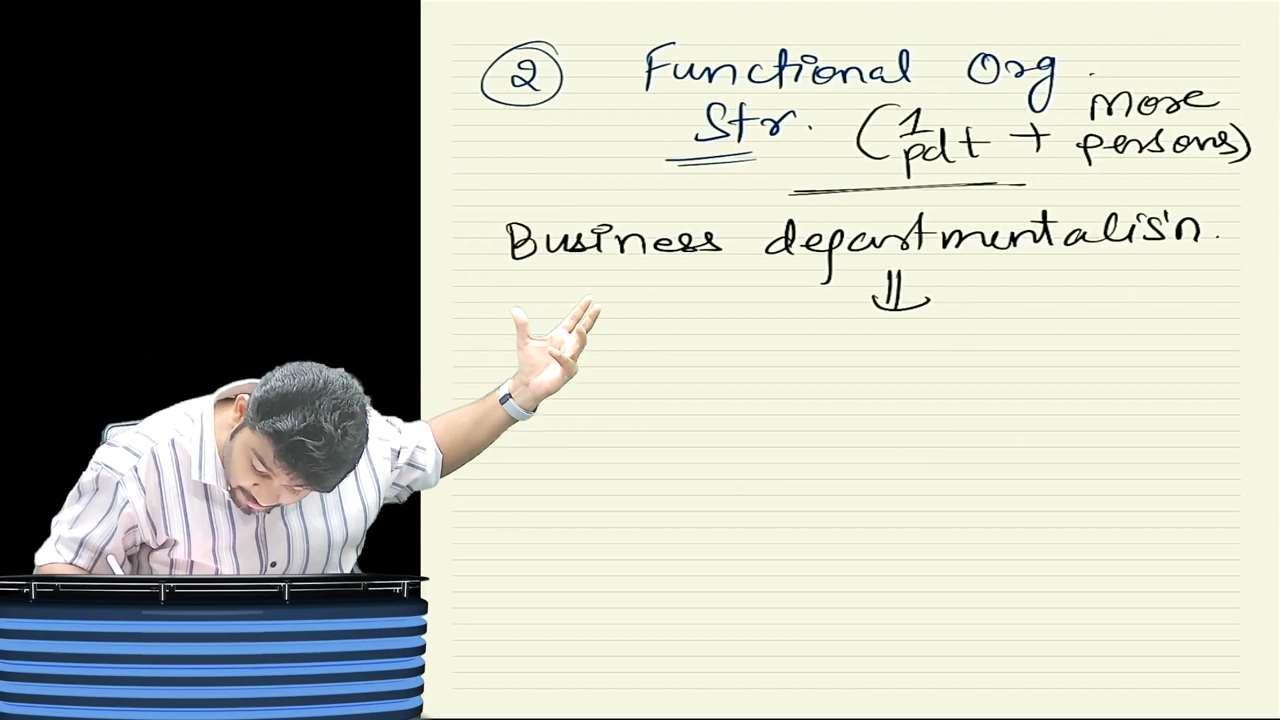 ② Functional Org.
Str. (1 pdt + More persons)
Business departmentalis'n.
⇓